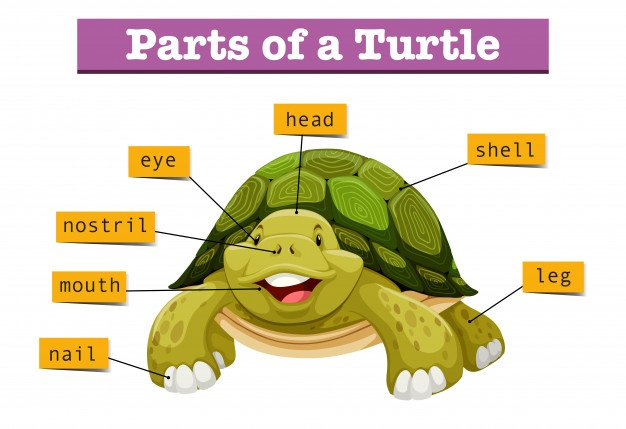 Parts of a Turtle
head
eye
shell
nostril
mouth
leg
nail